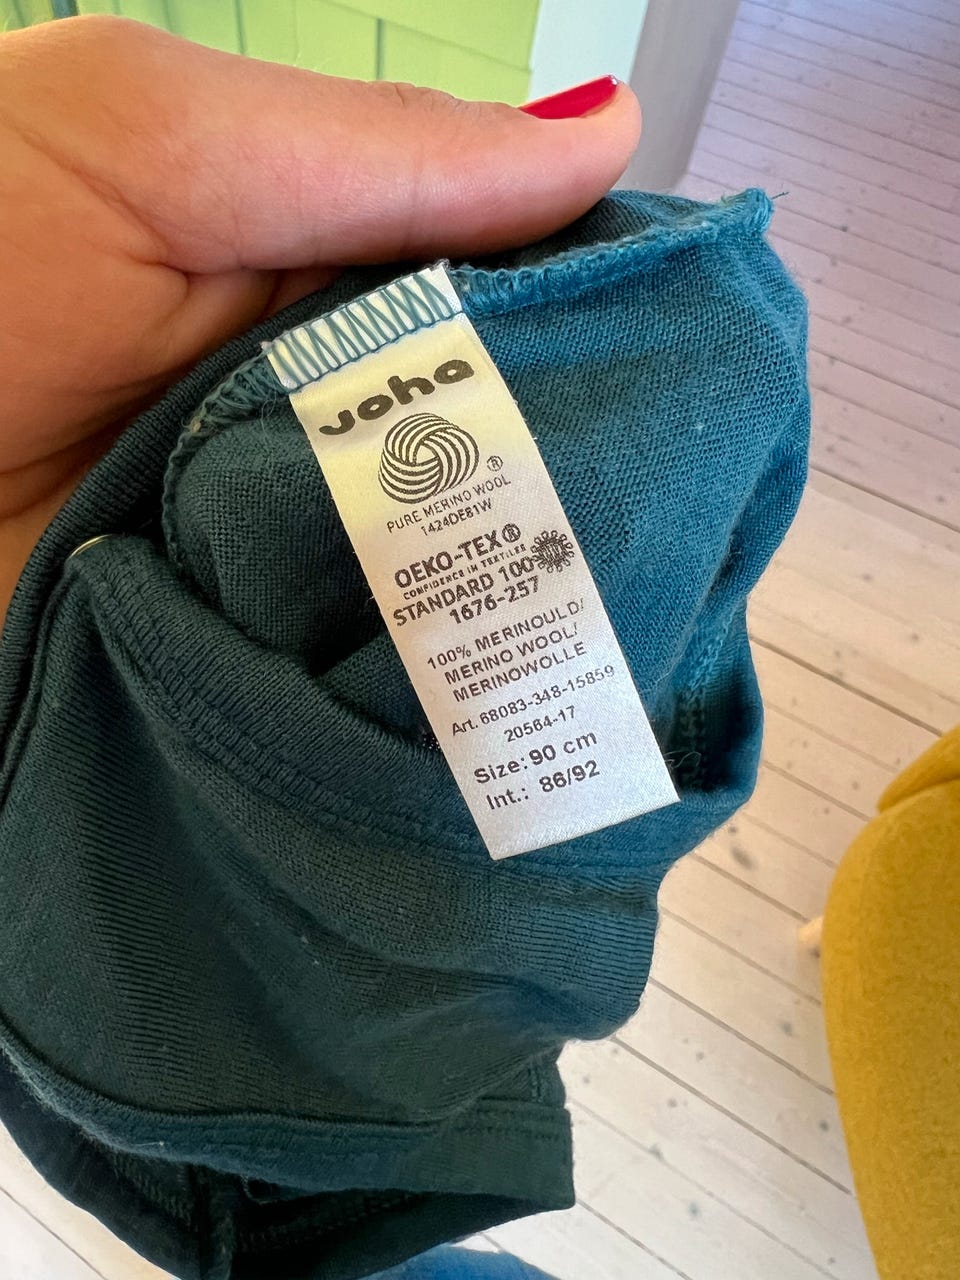 Joha
®
PURE MERINO WOOL
1424DE81W
OEKO-TEX®
CONFIDENCE IN TEXTILES
STANDARD 100
1676-257
100% MERINOULD/
MERINO WOOL/
MERINOWOLLE
Art. 68083-348-15859
20564-17
Size: 90 cm
Int.: 86/92